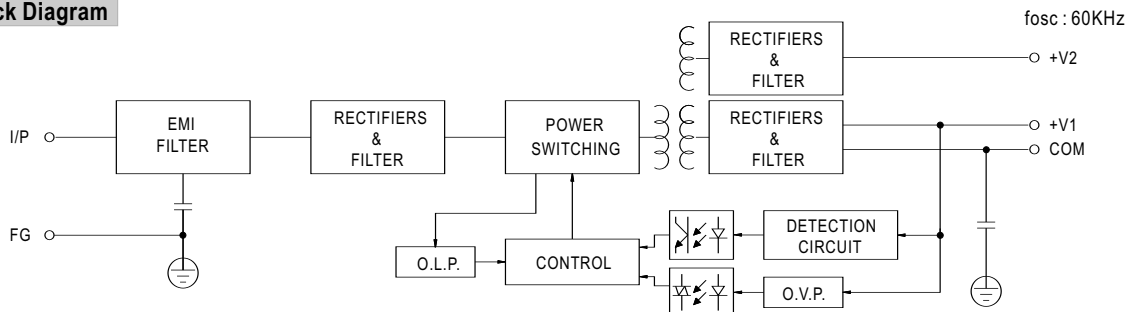 ck Diagram
fosc : 60KHz
RECTIFIERS
&
FILTER
+V2
I/P
EMI
FILTER
RECTIFIERS
&
FILTER
POWER
SWITCHING
RECTIFIERS
&
FILTER
+V1
COM
FG
O.L.P.
CONTROL
DETECTION
CIRCUIT
O.V.P.